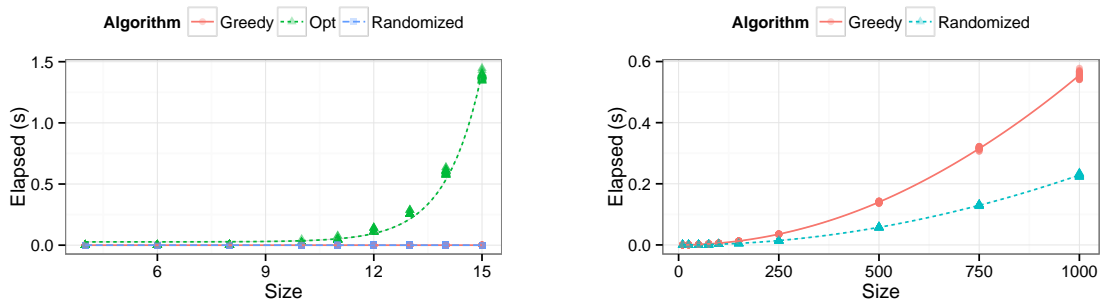 Algorithm Greedy Opt Randomized
1.5
1.0
0.5
0.0
Elapsed (s)
6 9 12 15
Size
Algorithm Greedy Randomized
0.6
0.4
0.2
0.0
Elapsed (s)
0 250 500 750 1000
Size